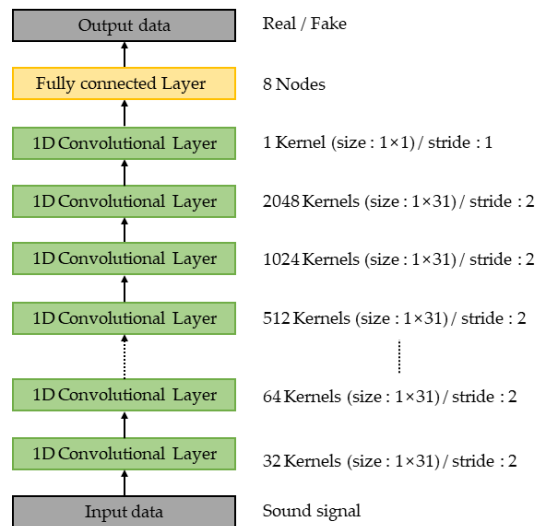 Output data Real / Fake
Fully connected Layer 8 Nodes
1D Convolutional Layer 1 Kernel (size : 1×1) / stride : 1
1D Convolutional Layer 2048 Kernels (size : 1×31) / stride : 2
1D Convolutional Layer 1024 Kernels (size : 1×31) / stride : 2
1D Convolutional Layer 512 Kernels (size : 1×31) / stride : 2
1D Convolutional Layer 64 Kernels (size : 1×31) / stride : 2
1D Convolutional Layer 32 Kernels (size : 1×31) / stride : 2
Input data Sound signal